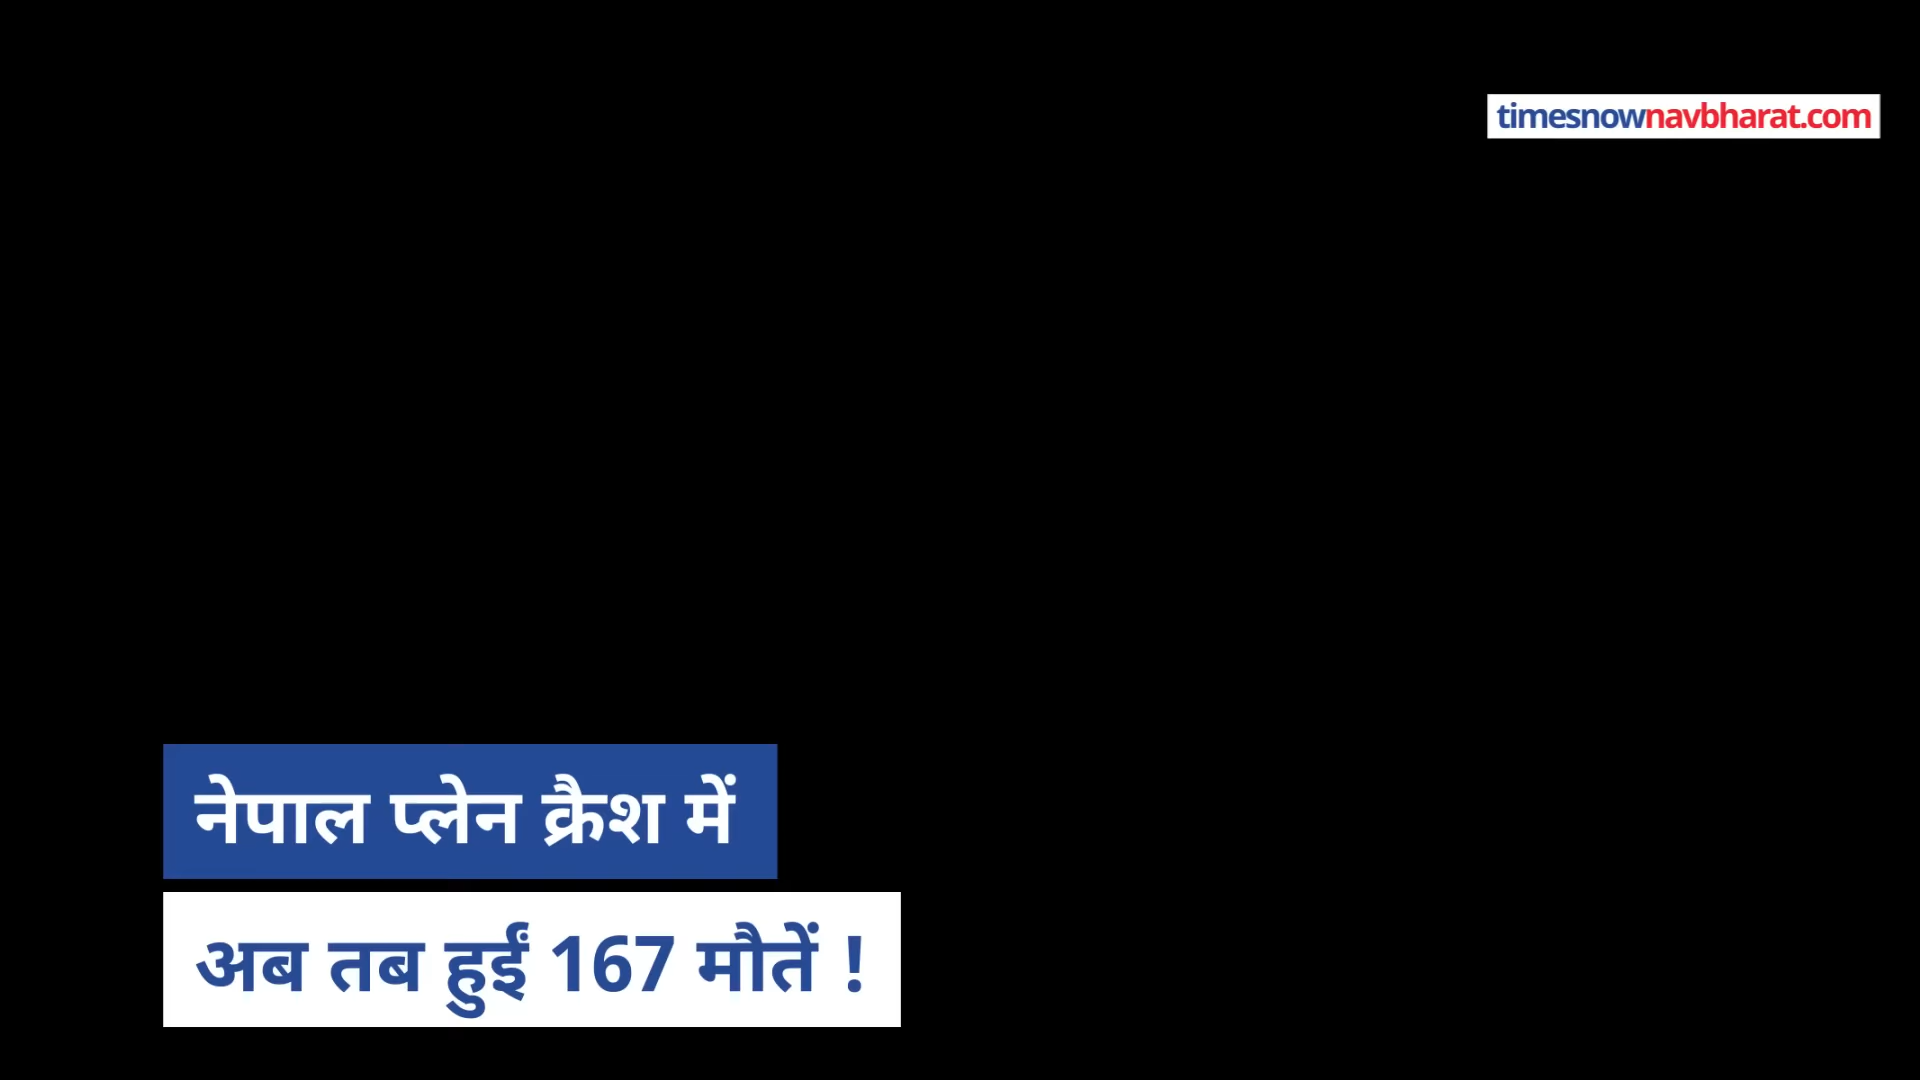 timesnownavbharat.com
नेपाल प्लेन क्रैश में
अब तब हुईं 167 मौतें !